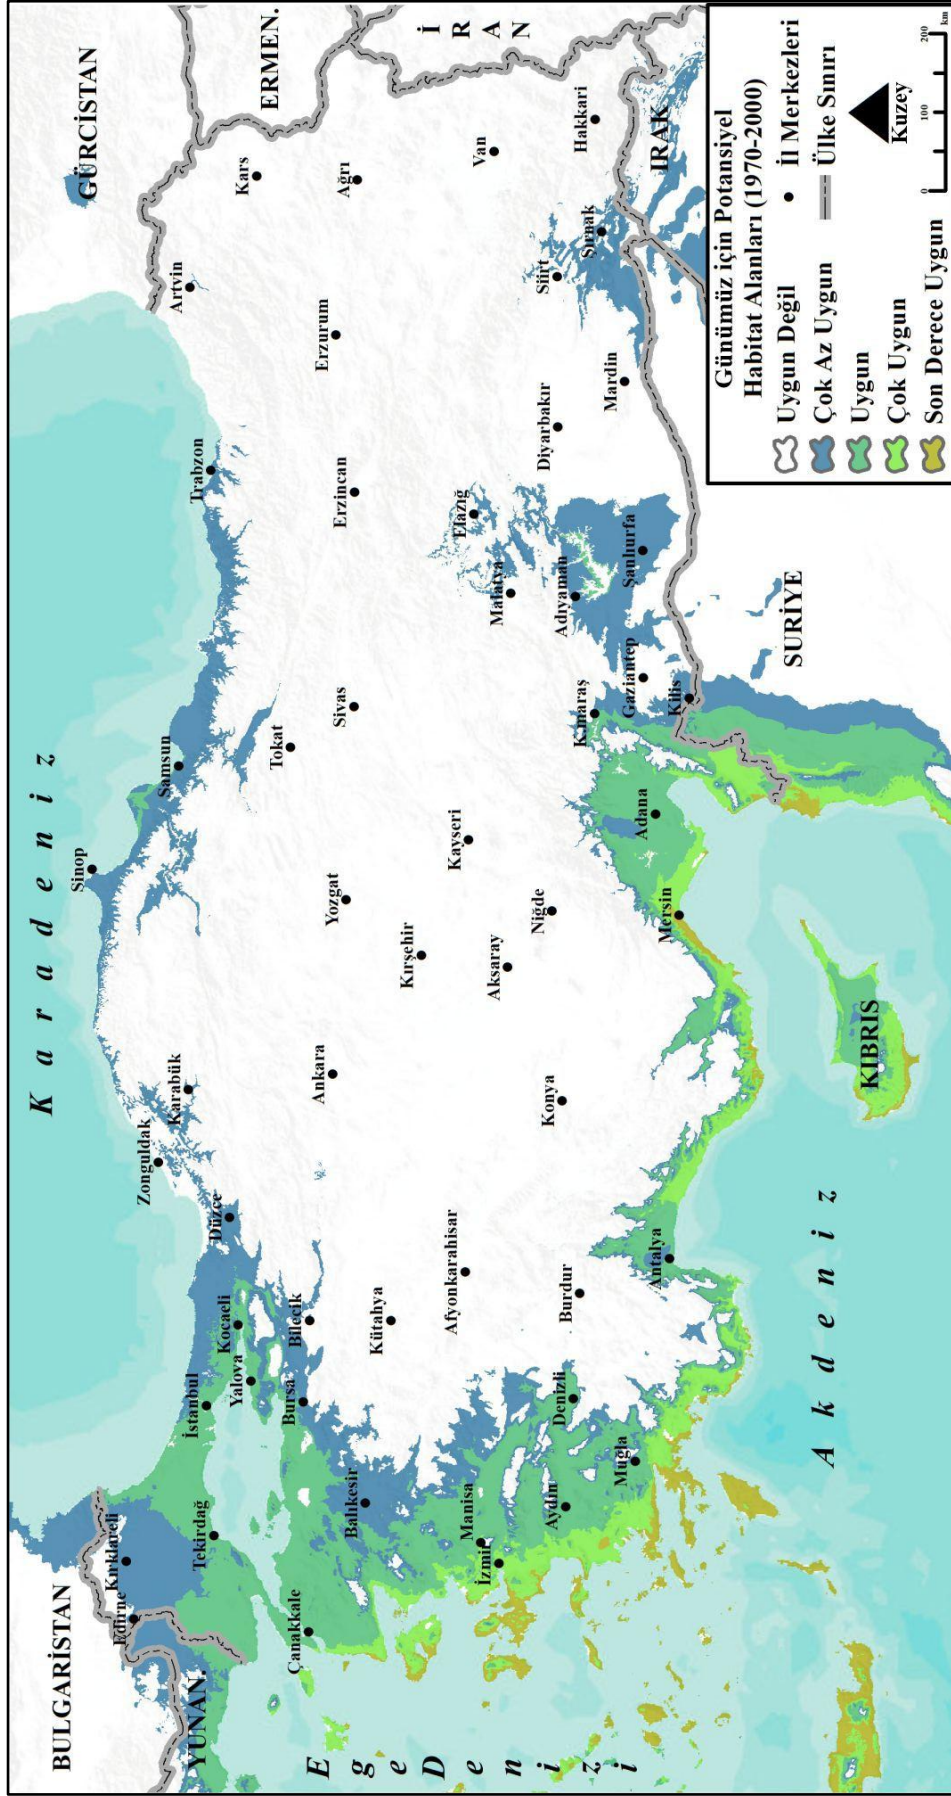 K a r a d e n i z
BULGARİSTAN
GÜRCİSTAN
YUNAN.
ERMEN.
İRAN
IRAK
SURİYE
KIBRIS
E g e D e n i z i
A k d e n i z
Edirne
Kırklareli
Tekirdağ
İstanbul
Kocaeli
Yalova
Düzce
Zonguldak
Karabük
Sinop
Samsun
Trabzon
Artvin
Kars
Ağrı
Çanakkale
Bursa
Bilecik
Balıkesir
Kütahya
Ankara
Kırşehir
Yozgat
Tokat
Sivas
Erzincan
Erzurum
Van
Hakkari
Manisa
İzmir
Afyonkarahisar
Aydın
Denizli
Burdur
Muğla
Antalya
Konya
Aksaray
Niğde
Kayseri
Mersin
Adana
K.maraş
Gaziantep
Kilis
Malatya
Elazığ
Adıyaman
Şanlıurfa
Diyarbakır
Mardin
Siirt
Şırnak
Günümüz için Potansiyel
Habitat Alanları (1970-2000)
Uygun Değil
Çok Az Uygun
Uygun
Çok Uygun
Son Derece Uygun
İl Merkezleri
Ülke Sınırı
Kuzey
0 100 200
km